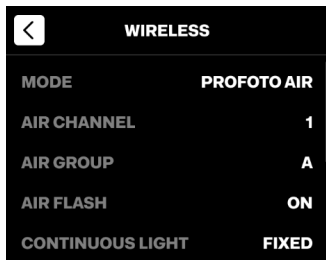 WIRELESS
MODE PROFOTO AIR
AIR CHANNEL 1
AIR GROUP A
AIR FLASH ON
CONTINUOUS LIGHT FIXED